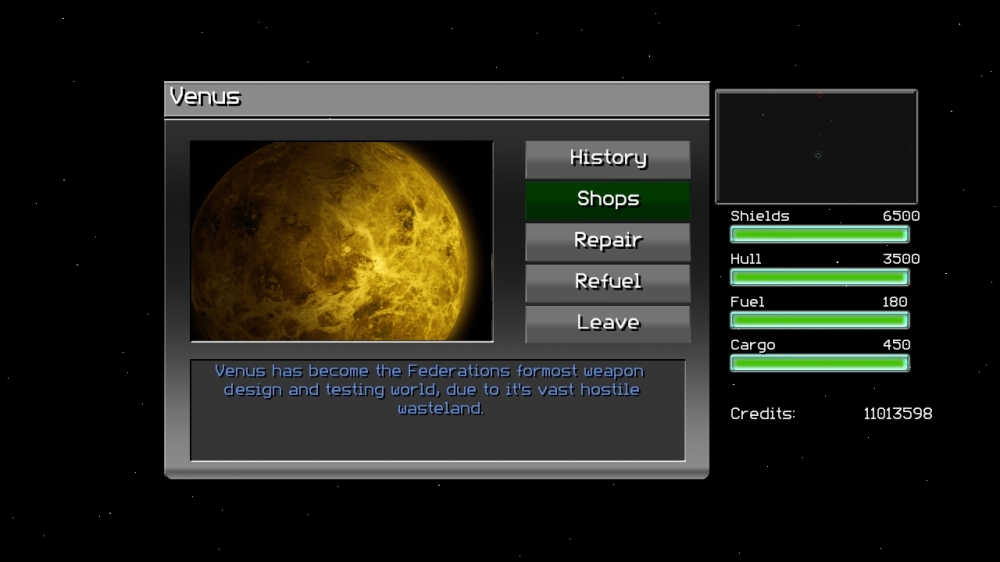 Venus
History
Shops
Repair
Refuel
Leave
Venus has become the Federations formost weapon
design and testing world, due to it's vast hostile
wasteland.
Shields 6500
Hull 3500
Fuel 180
Cargo 450
Credits: 11013598